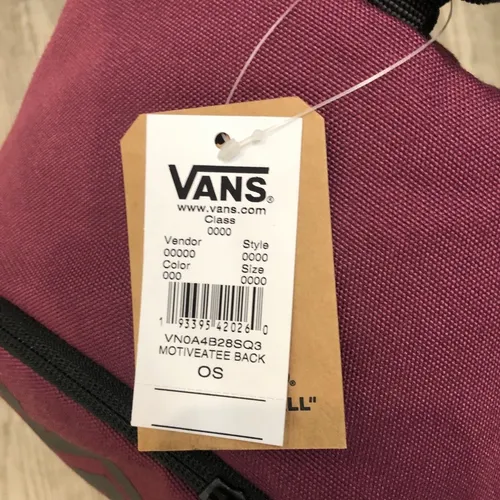 VANS®
www.vans.com
Class
0000
Vendor Style
00000 0000
Color Size
000 0000
1 93395 42026 0
VN0A4B28SQ3
MOTIVEATEE BACK
OS
®
LL"